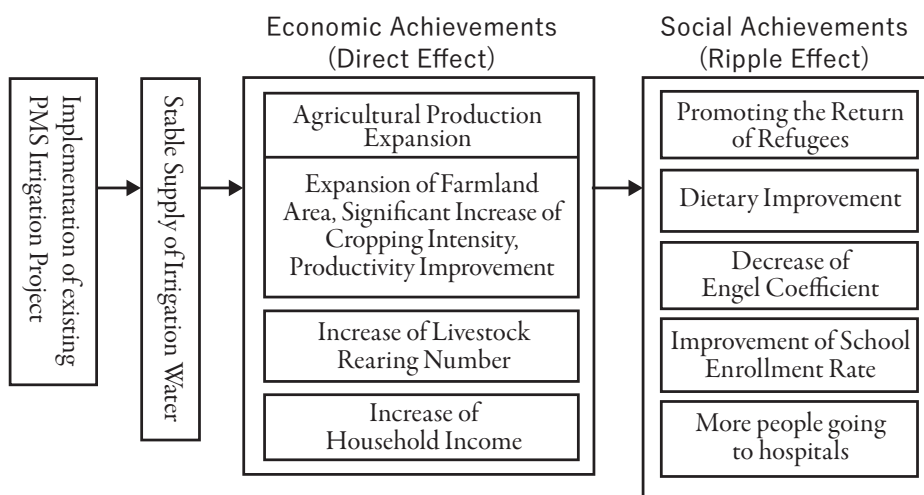 Implementation of existing
PMS Irrigation Project
Stable Supply of Irrigation Water
Economic Achievements
(Direct Effect)
Agricultural Production
Expansion
Expansion of Farmland
Area, Significant Increase of
Cropping Intensity,
Productivity Improvement
Increase of Livestock
Rearing Number
Increase of
Household Income
Social Achievements
(Ripple Effect)
Promoting the Return
of Refugees
Dietary Improvement
Decrease of
Engel Coefficient
Improvement of School
Enrollment Rate
More people going
to hospitals